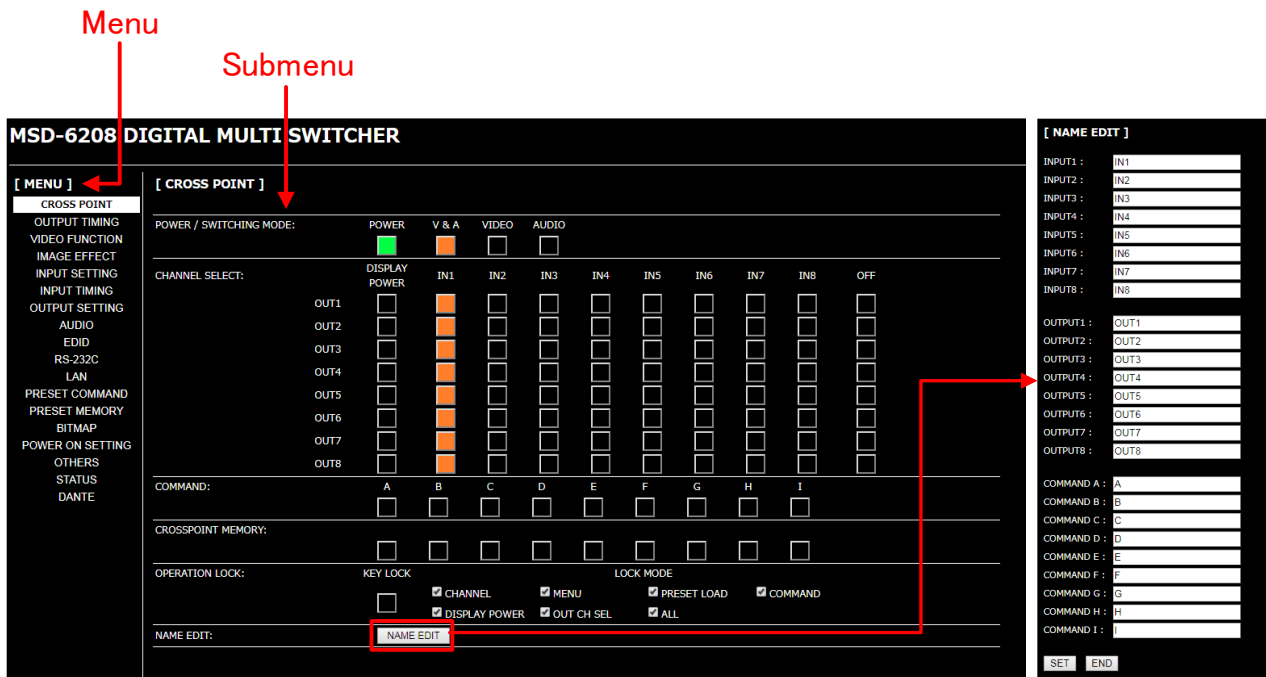 Menu
Submenu
MSD-6208 DIGITAL MULTI SWITCHER
[ MENU ]
CROSS POINT
OUTPUT TIMING
VIDEO FUNCTION
IMAGE EFFECT
INPUT SETTING
INPUT TIMING
OUTPUT SETTING
AUDIO
EDID
RS-232C
LAN
PRESET COMMAND
PRESET MEMORY
BITMAP
POWER ON SETTING
OTHERS
STATUS
DANTE
[ CROSS POINT ]
POWER / SWITCHING MODE: POWER V & A VIDEO AUDIO
CHANNEL SELECT: DISPLAY POWER IN1 IN2 IN3 IN4 IN5 IN6 IN7 IN8 OFF
OUT1
OUT2
OUT3
OUT4
OUT5
OUT6
OUT7
OUT8
COMMAND: A B C D E F G H I
CROSSPOINT MEMORY:
OPERATION LOCK: KEY LOCK LOCK MODE
CHANNEL MENU PRESET LOAD COMMAND
DISPLAY POWER OUT CH SEL ALL
NAME EDIT: NAME EDIT
[ NAME EDIT ]
INPUT1 : IN1
INPUT2 : IN2
INPUT3 : IN3
INPUT4 : IN4
INPUT5 : IN5
INPUT6 : IN6
INPUT7 : IN7
INPUT8 : IN8
OUTPUT1 : OUT1
OUTPUT2 : OUT2
OUTPUT3 : OUT3
OUTPUT4 : OUT4
OUTPUT5 : OUT5
OUTPUT6 : OUT6
OUTPUT7 : OUT7
OUTPUT8 : OUT8
COMMAND A : A
COMMAND B : B
COMMAND C : C
COMMAND D : D
COMMAND E : E
COMMAND F : F
COMMAND G : G
COMMAND H : H
COMMAND I : I
SET END